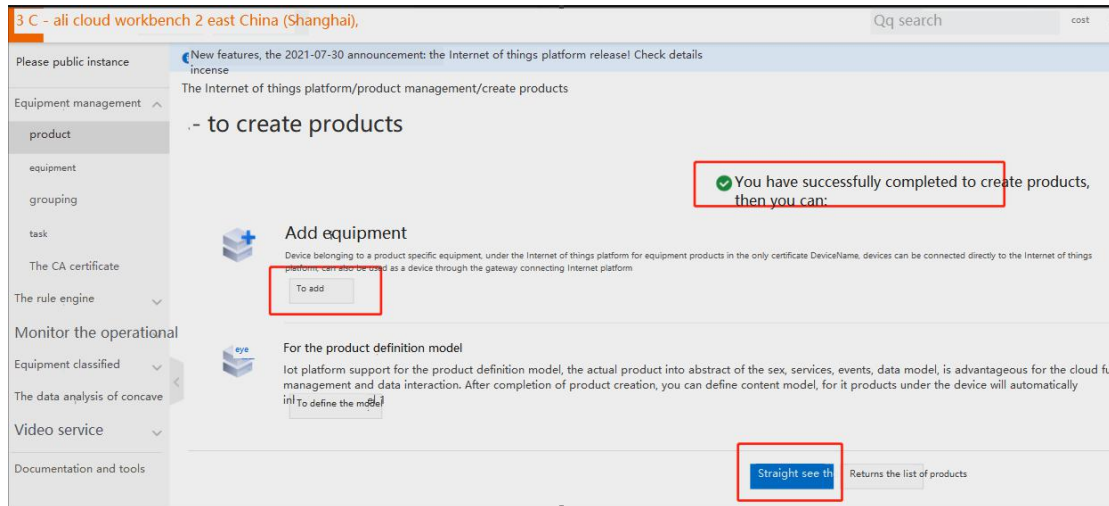 3 C - ali cloud workbench 2 east China (Shanghai),
Qq search
cost
Please public instance
New features, the 2021-07-30 announcement: the Internet of things platform release! Check details
incense
The Internet of things platform/product management/create products
Equipment management
- to create products
product
equipment
grouping
task
The CA certificate
The rule engine
Monitor the operational
Equipment classified
The data analysis of concave
Video service
Documentation and tools
You have successfully completed to create products,
then you can:
Add equipment
Device belonging to a product specific equipment, under the Internet of things platform for equipment products in the only certificate DeviceName, devices can be connected directly to the Internet of things
platform, can also be used as a device through the gateway connecting Internet platform
To add
eye
For the product definition model
Iot platform support for the product definition model, the actual product into abstract of the sex, services, events, data model, is advantageous for the cloud fu
management and data interaction. After completion of product creation, you can define content model, for it products under the device will automatically
To define the model
Straight see th
Returns the list of products